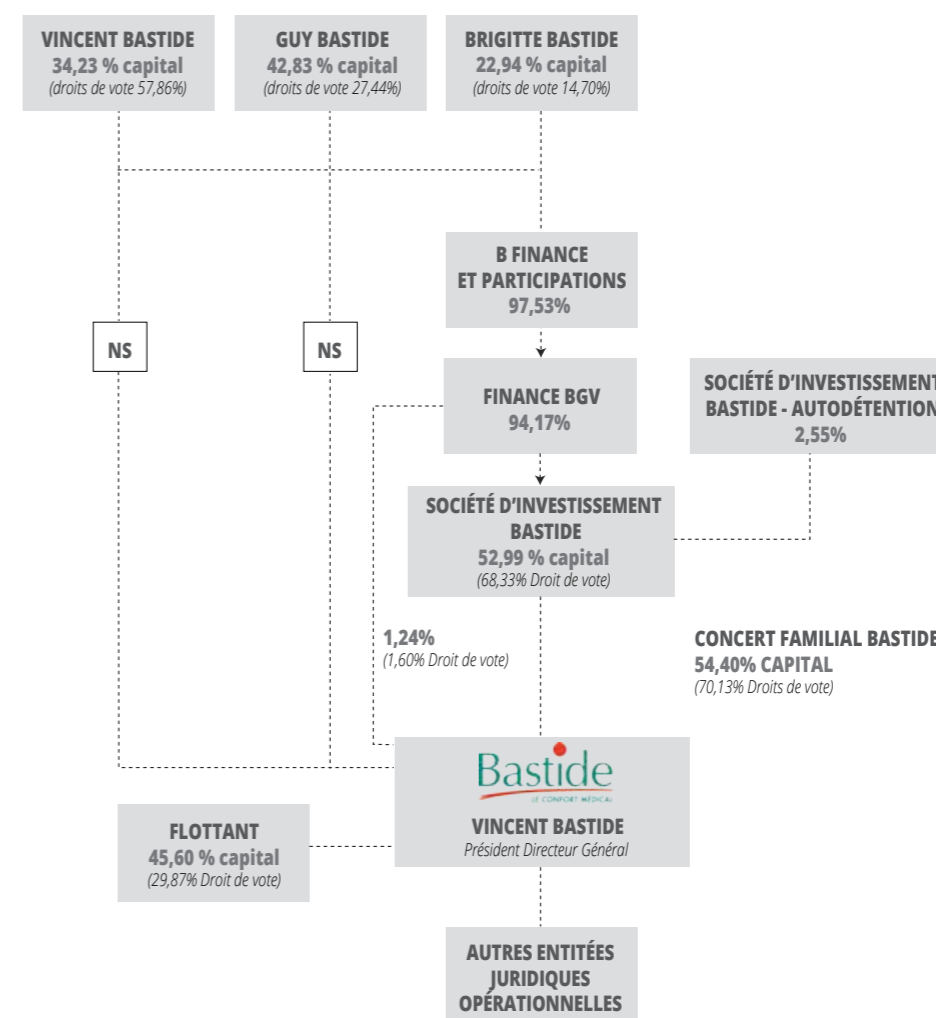 VINCENT BASTIDE
34,23 % capital
(droits de vote 57,86%)
GUY BASTIDE
42,83 % capital
(droits de vote 27,44%)
BRIGITTE BASTIDE
22,94 % capital
(droits de vote 14,70%)
B FINANCE
ET PARTICIPATIONS
97,53%
NS
NS
FINANCE BGV
94,17%
SOCIÉTÉ D’INVESTISSEMENT
BASTIDE - AUTODÉTENTION
2,55%
SOCIÉTÉ D’INVESTISSEMENT
BASTIDE
52,99 % capital
(68,33% Droit de vote)
1,24%
(1,60% Droit de vote)
CONCERT FAMILIAL BASTIDE
54,40% CAPITAL
(70,13% Droits de vote)
Bastide
LE CONFORT MÉDICAL
VINCENT BASTIDE
Président Directeur Général
FLOTTANT
45,60 % capital
(29,87% Droit de vote)
AUTRES ENTITÉES
JURIDIQUES
OPÉRATIONNELLES